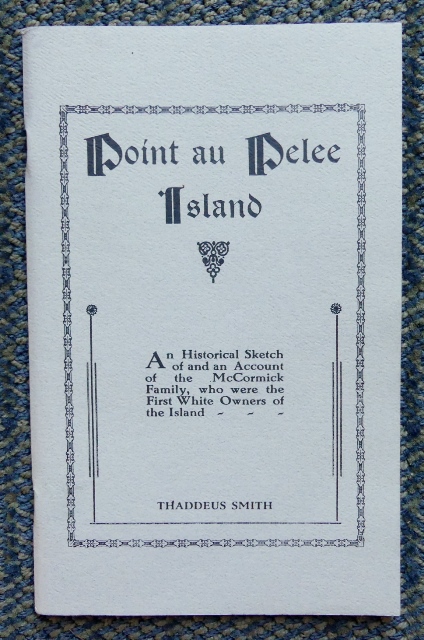 Point au Pelee
Island
An Historical Sketch
of and an Account
of the McCormick
Family, who were the
First White Owners of
the Island - - -
THADDEUS SMITH